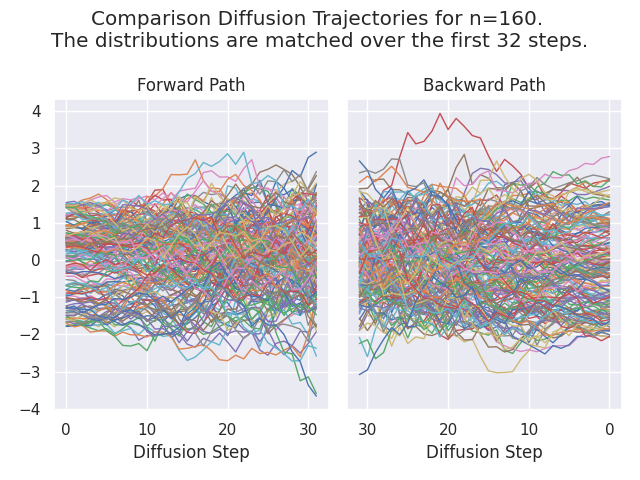 Comparison Diffusion Trajectories for n=160.
The distributions are matched over the first 32 steps.
Forward Path
Backward Path
4
3
2
1
0
−1
−2
−3
−4
0 10 20 30
30 20 10 0
Diffusion Step
Diffusion Step